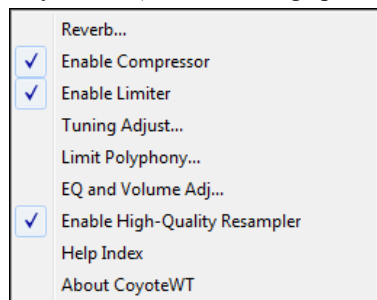 Reverb...
Enable Compressor
Enable Limiter
Tuning Adjust...
Limit Polyphony...
EQ and Volume Adj...
Enable High-Quality Resampler
Help Index
About CoyoteWT